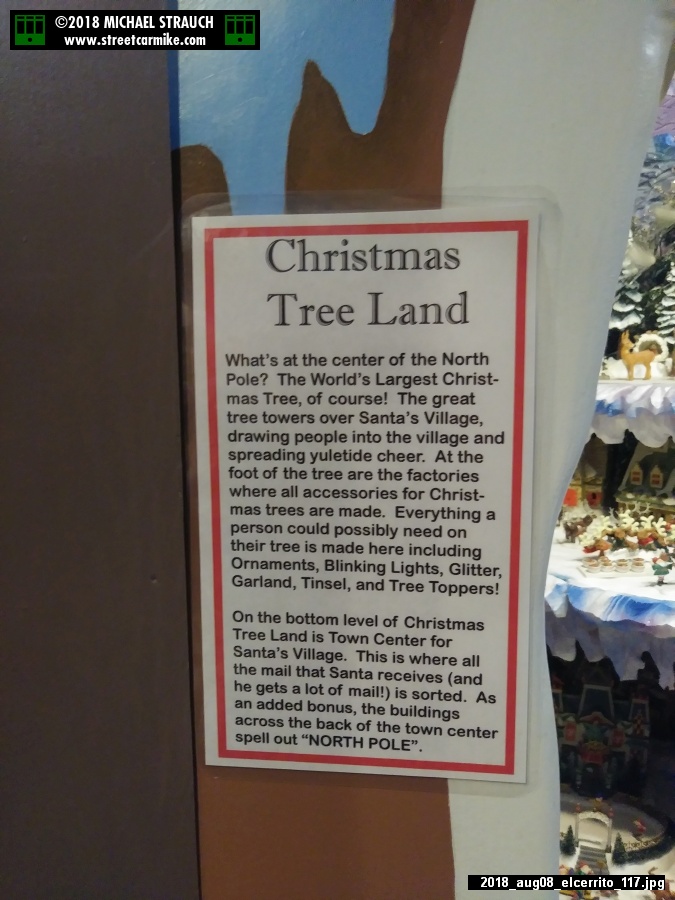 ©2018 MICHAEL STRAUCH
www.streetcarmike.com
Christmas
Tree Land
What's at the center of the North
Pole? The World's Largest Christ-
mas Tree, of course! The great
tree towers over Santa's Village,
drawing people into the village and
spreading yuletide cheer. At the
foot of the tree are the factories
where all accessories for Christ-
mas trees are made. Everything a
person could possibly need on
their tree is made here including
Ornaments, Blinking Lights, Glitter,
Garland, Tinsel, and Tree Toppers!
On the bottom level of Christmas
Tree Land is Town Center for
Santa's Village. This is where all
the mail that Santa receives (and
he gets a lot of mail!) is sorted. As
an added bonus, the buildings
across the back of the town center
spell out "NORTH POLE".
2018_aug08_elcerrito_117.jpg